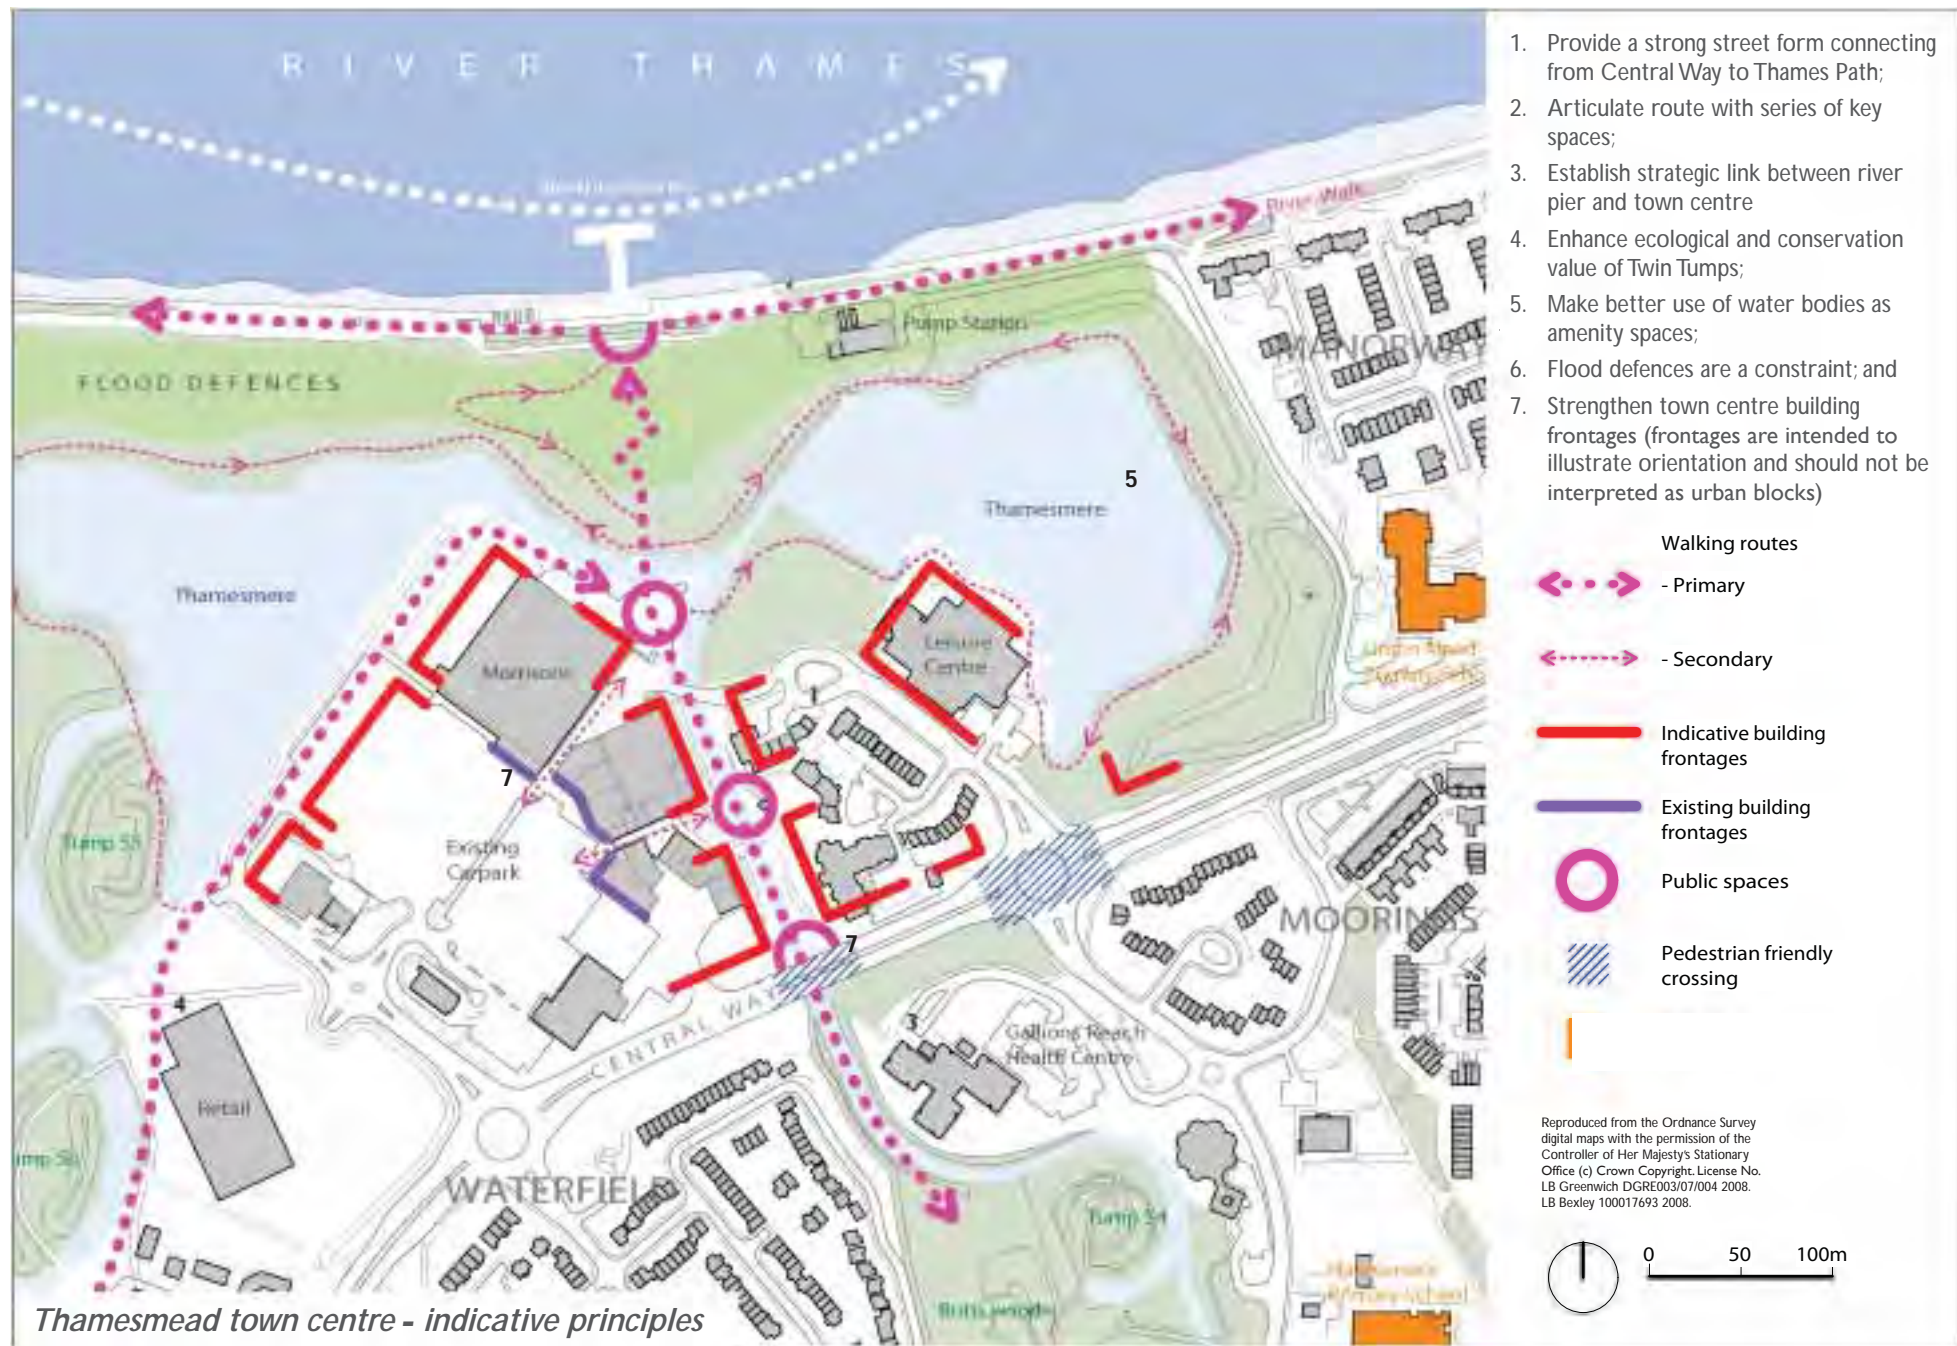 RIVER THAMES
River Walk
Pump Station
FLOOD DEFENCES
MANORWAY
Thamesmere
5
Thamesmere
Morrisons
Leisure
Centre
1
7
Tump 53
Existing
Carpark
7
MOORINGS
4
CENTRAL WAY
3
Gallions Reach
Health Centre
Retail
WATERFIELD
Tump 54
Thamesmead town centre - indicative principles
1. Provide a strong street form connecting
from Central Way to Thames Path;
2. Articulate route with series of key
spaces;
3. Establish strategic link between river
pier and town centre
4. Enhance ecological and conservation
value of Twin Tumps;
5. Make better use of water bodies as
amenity spaces;
6. Flood defences are a constraint; and
7. Strengthen town centre building
frontages (frontages are intended to
illustrate orientation and should not be
interpreted as urban blocks)
Walking routes
- Primary
- Secondary
Indicative building
frontages
Existing building
frontages
Public spaces
Pedestrian friendly
crossing
Reproduced from the Ordnance Survey
digital maps with the permission of the
Controller of Her Majesty's Stationary
Office (c) Crown Copyright. License No.
LB Greenwich DGRE003/07/004 2008.
LB Bexley 100017693 2008.
0 50 100m